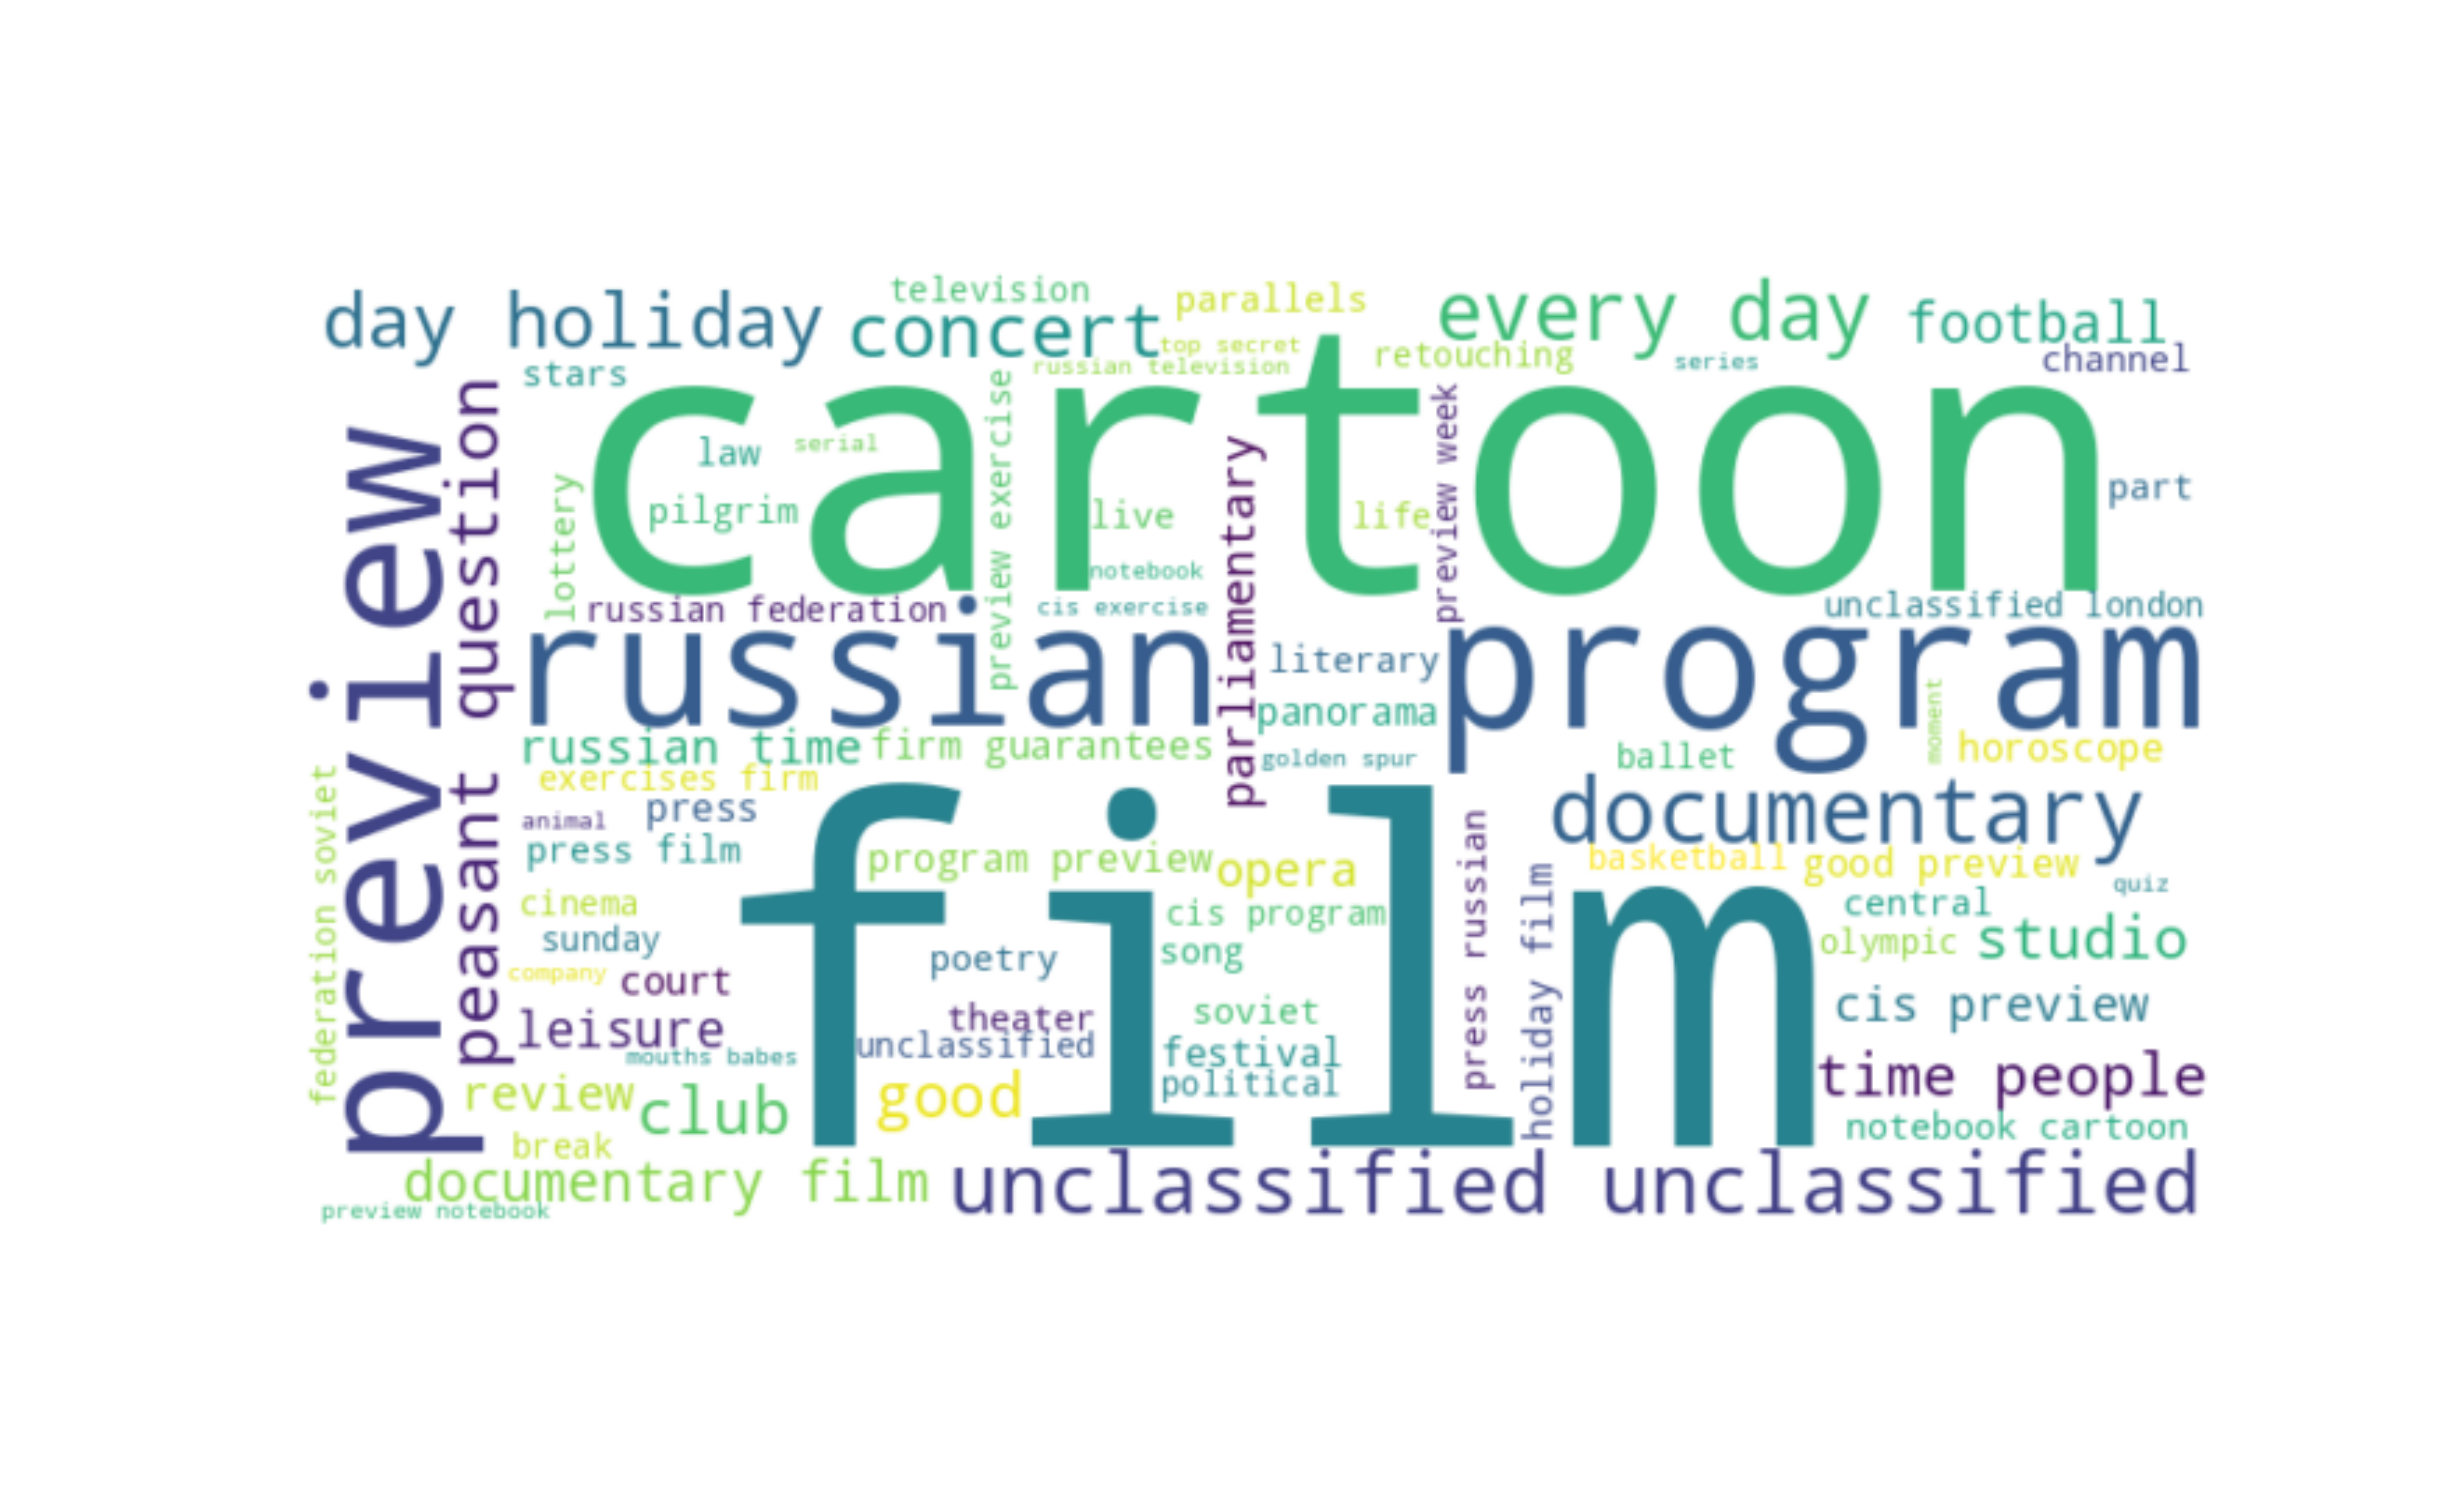 television
parallels
day holiday
concert
every day
football
top secret
russian television
retouching
series
channel
stars
cartoon
law
serial
pilgrim
live
life
part
notebook
lottery
preview exercise
parliamentary
preview week
preview
peasant question
russian federation
cis exercise
unclassified london
russian
program
literary
panorama
moment
russian time
firm guarantees
golden spur
ballet
horoscope
exercises firm
federation soviet
animal
press
documentary
press film
film
program preview
opera
press russian
holiday film
basketball
good preview
quiz
cinema
cis program
central
sunday
poetry
song
olympic
studio
company
court
soviet
cis preview
leisure
theater
unclassified
festival
mouths babes
political
time people
review
club
good
notebook cartoon
break
documentary film
unclassified unclassified
preview notebook